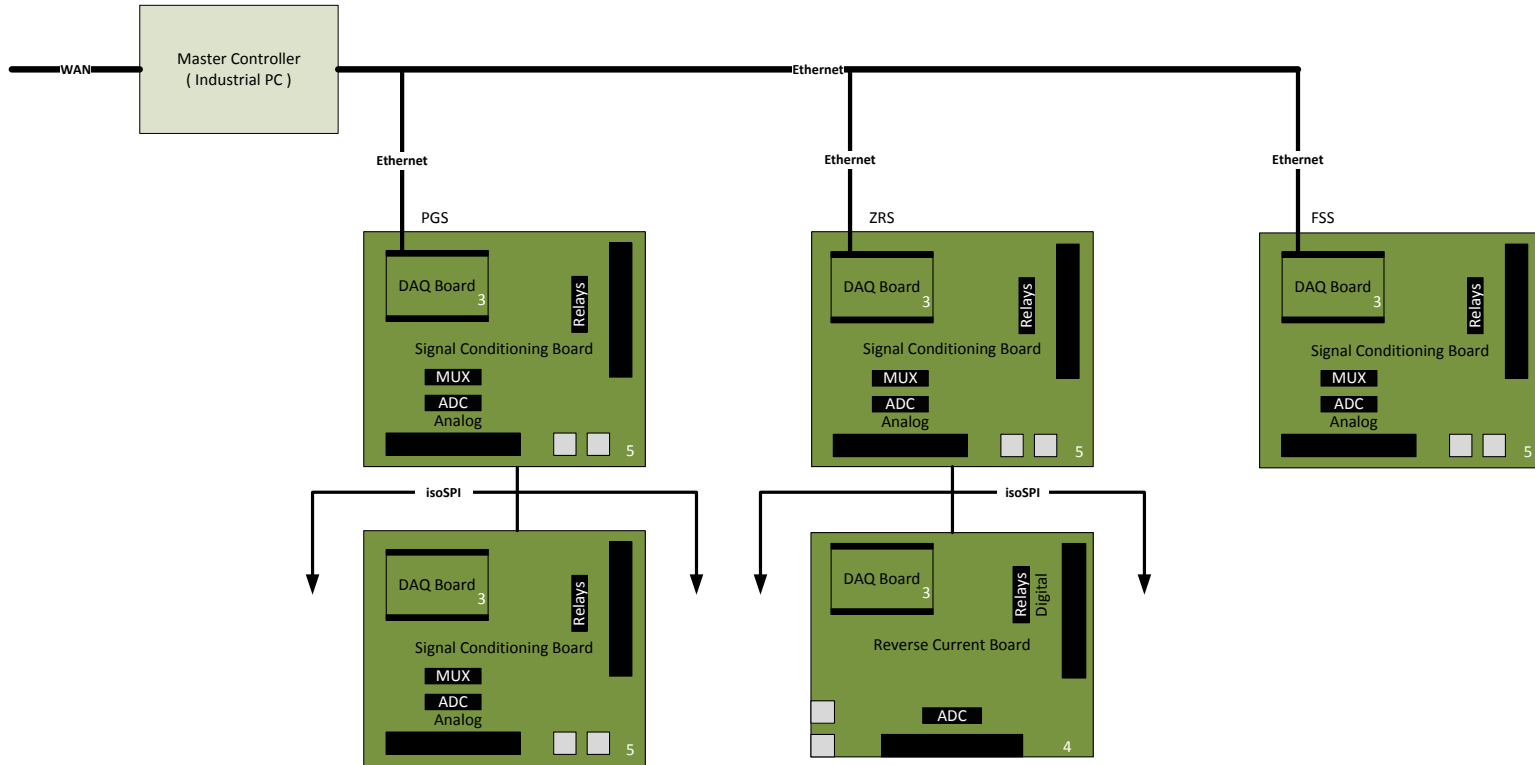 WAN
Master Controller
( Industrial PC )
Ethernet
Ethernet
Ethernet
Ethernet
PGS
DAQ Board
3
Relays
Signal Conditioning Board
MUX
ADC
Analog
5
ZRS
DAQ Board
3
Relays
Signal Conditioning Board
MUX
ADC
Analog
5
FSS
DAQ Board
3
Relays
Signal Conditioning Board
MUX
ADC
Analog
5
isoSPI
isoSPI
DAQ Board
3
Relays
Signal Conditioning Board
MUX
ADC
Analog
5
DAQ Board
3
Relays
Digital
Reverse Current Board
ADC
4